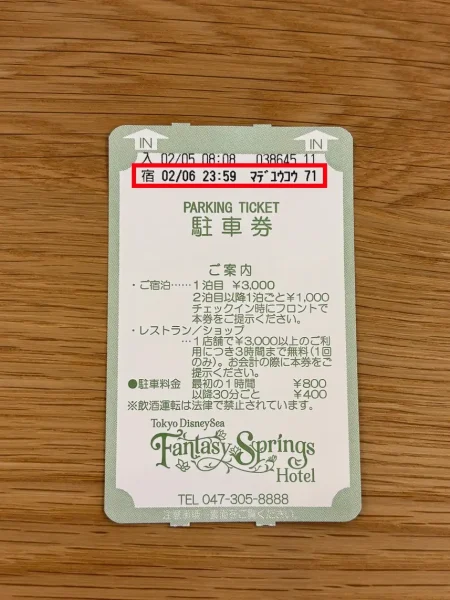 IN IN
入 02/05 08:08 038645 11
宿 02/06 23:59 ﾏﾃﾞﾕｳｺｳ 71
PARKING TICKET
駐車券
ご案内
・ご宿泊……1泊目 ¥3,000
2泊目以降1泊ごと¥1,000
チェックイン時にフロントで
本券をご提示ください。
・レストラン／ショップ
…1店舗で¥3,000以上のご利
用につき3時間まで無料(1回
のみ)。お会計の際に本券をご
提示ください。
●駐車料金 最初の1時間 ¥800
以降30分ごと ¥400
※飲酒運転は法律で禁止されています。
Tokyo DisneySea
Fantasy Springs
Hotel
TEL 047-305-8888